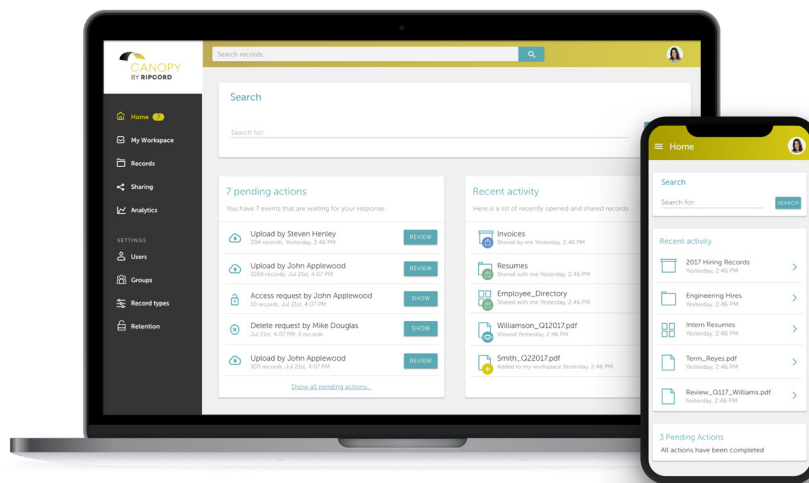 CANOPY
BY RIPCORD
Search records
Home 7
My Workspace
Records
Sharing
Analytics
SETTINGS
Users
Groups
Record types
Retention
Search
Search for:
7 pending actions
You have 7 events that are waiting for your response.
Upload by Steven Henley
204 records, Yesterday, 2:46 PM
REVIEW
Upload by John Applewood
1059 records, Jul 21st, 4:07 PM
REVIEW
Access request by John Applewood
10 records, Jul 21st, 4:07 PM
SHOW
Delete request by Mike Douglas
Jul 21st, 4:07 PM, 5 records
SHOW
Upload by John Applewood
100 records, Jul 21st, 4:07 PM
REVIEW
Show all pending actions...
Recent activity
Here is a list of recently opened and shared records
Invoices
Shared by me Yesterday, 2:46 PM
Resumes
Shared with me Yesterday, 2:46 PM
Employee_Directory
Shared with me Yesterday, 2:46 PM
Williamson_Q12017.pdf
Viewed Yesterday, 2:46 PM
Smith_Q22017.pdf
Added to my workspace Yesterday, 2:46 PM
Home
Search
Search for:
SEARCH
Recent activity
2017 Hiring Records
Yesterday, 2:46 PM
Engineering Hires
Yesterday, 2:46 PM
Intern Resumes
Yesterday, 2:46 PM
Term_Reyes.pdf
Yesterday, 2:46 PM
Review_Q117_Williams.pdf
Yesterday, 2:46 PM
3 Pending Actions
All actions have been completed